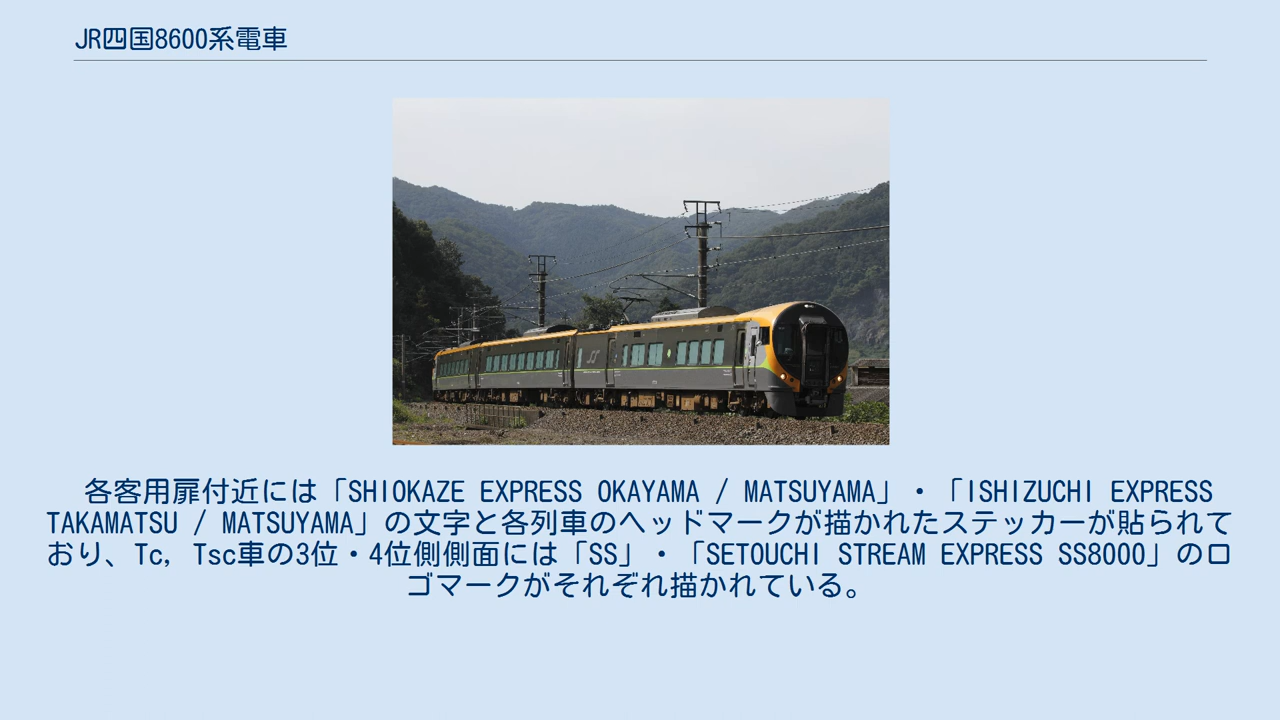 JR四国8600系電車
各客用扉付近には「SHIOKAZE EXPRESS OKAYAMA / MATSUYAMA」・「ISHIZUCHI EXPRESS
TAKAMATSU / MATSUYAMA」の文字と各列車のヘッドマークが描かれたステッカーが貼られて
おり、Tc, Tsc車の3位・4位側側面には「SS」・「SETOUCHI STREAM EXPRESS SS8000」のロ
ゴマークがそれぞれ描かれている。